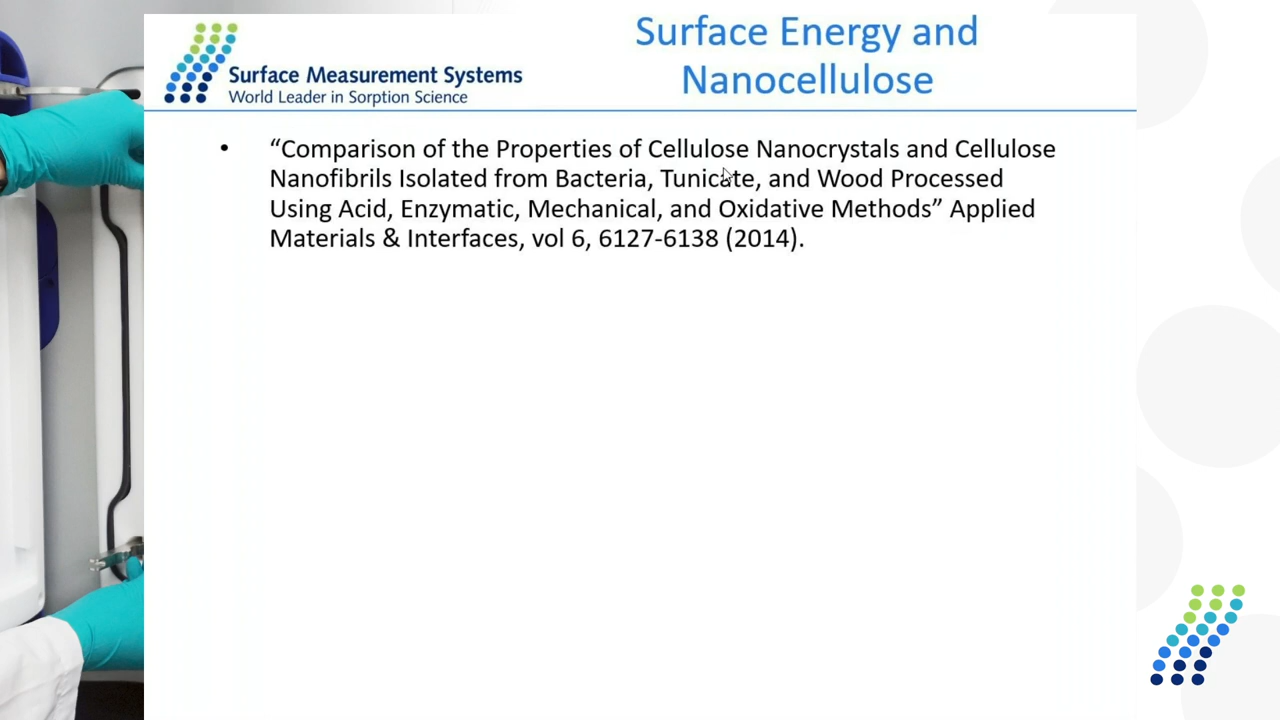 Surface Energy and
Nanocellulose
Surface Measurement Systems
World Leader in Sorption Science
• “Comparison of the Properties of Cellulose Nanocrystals and Cellulose
Nanofibrils Isolated from Bacteria, Tunicate, and Wood Processed
Using Acid, Enzymatic, Mechanical, and Oxidative Methods” Applied
Materials & Interfaces, vol 6, 6127-6138 (2014).